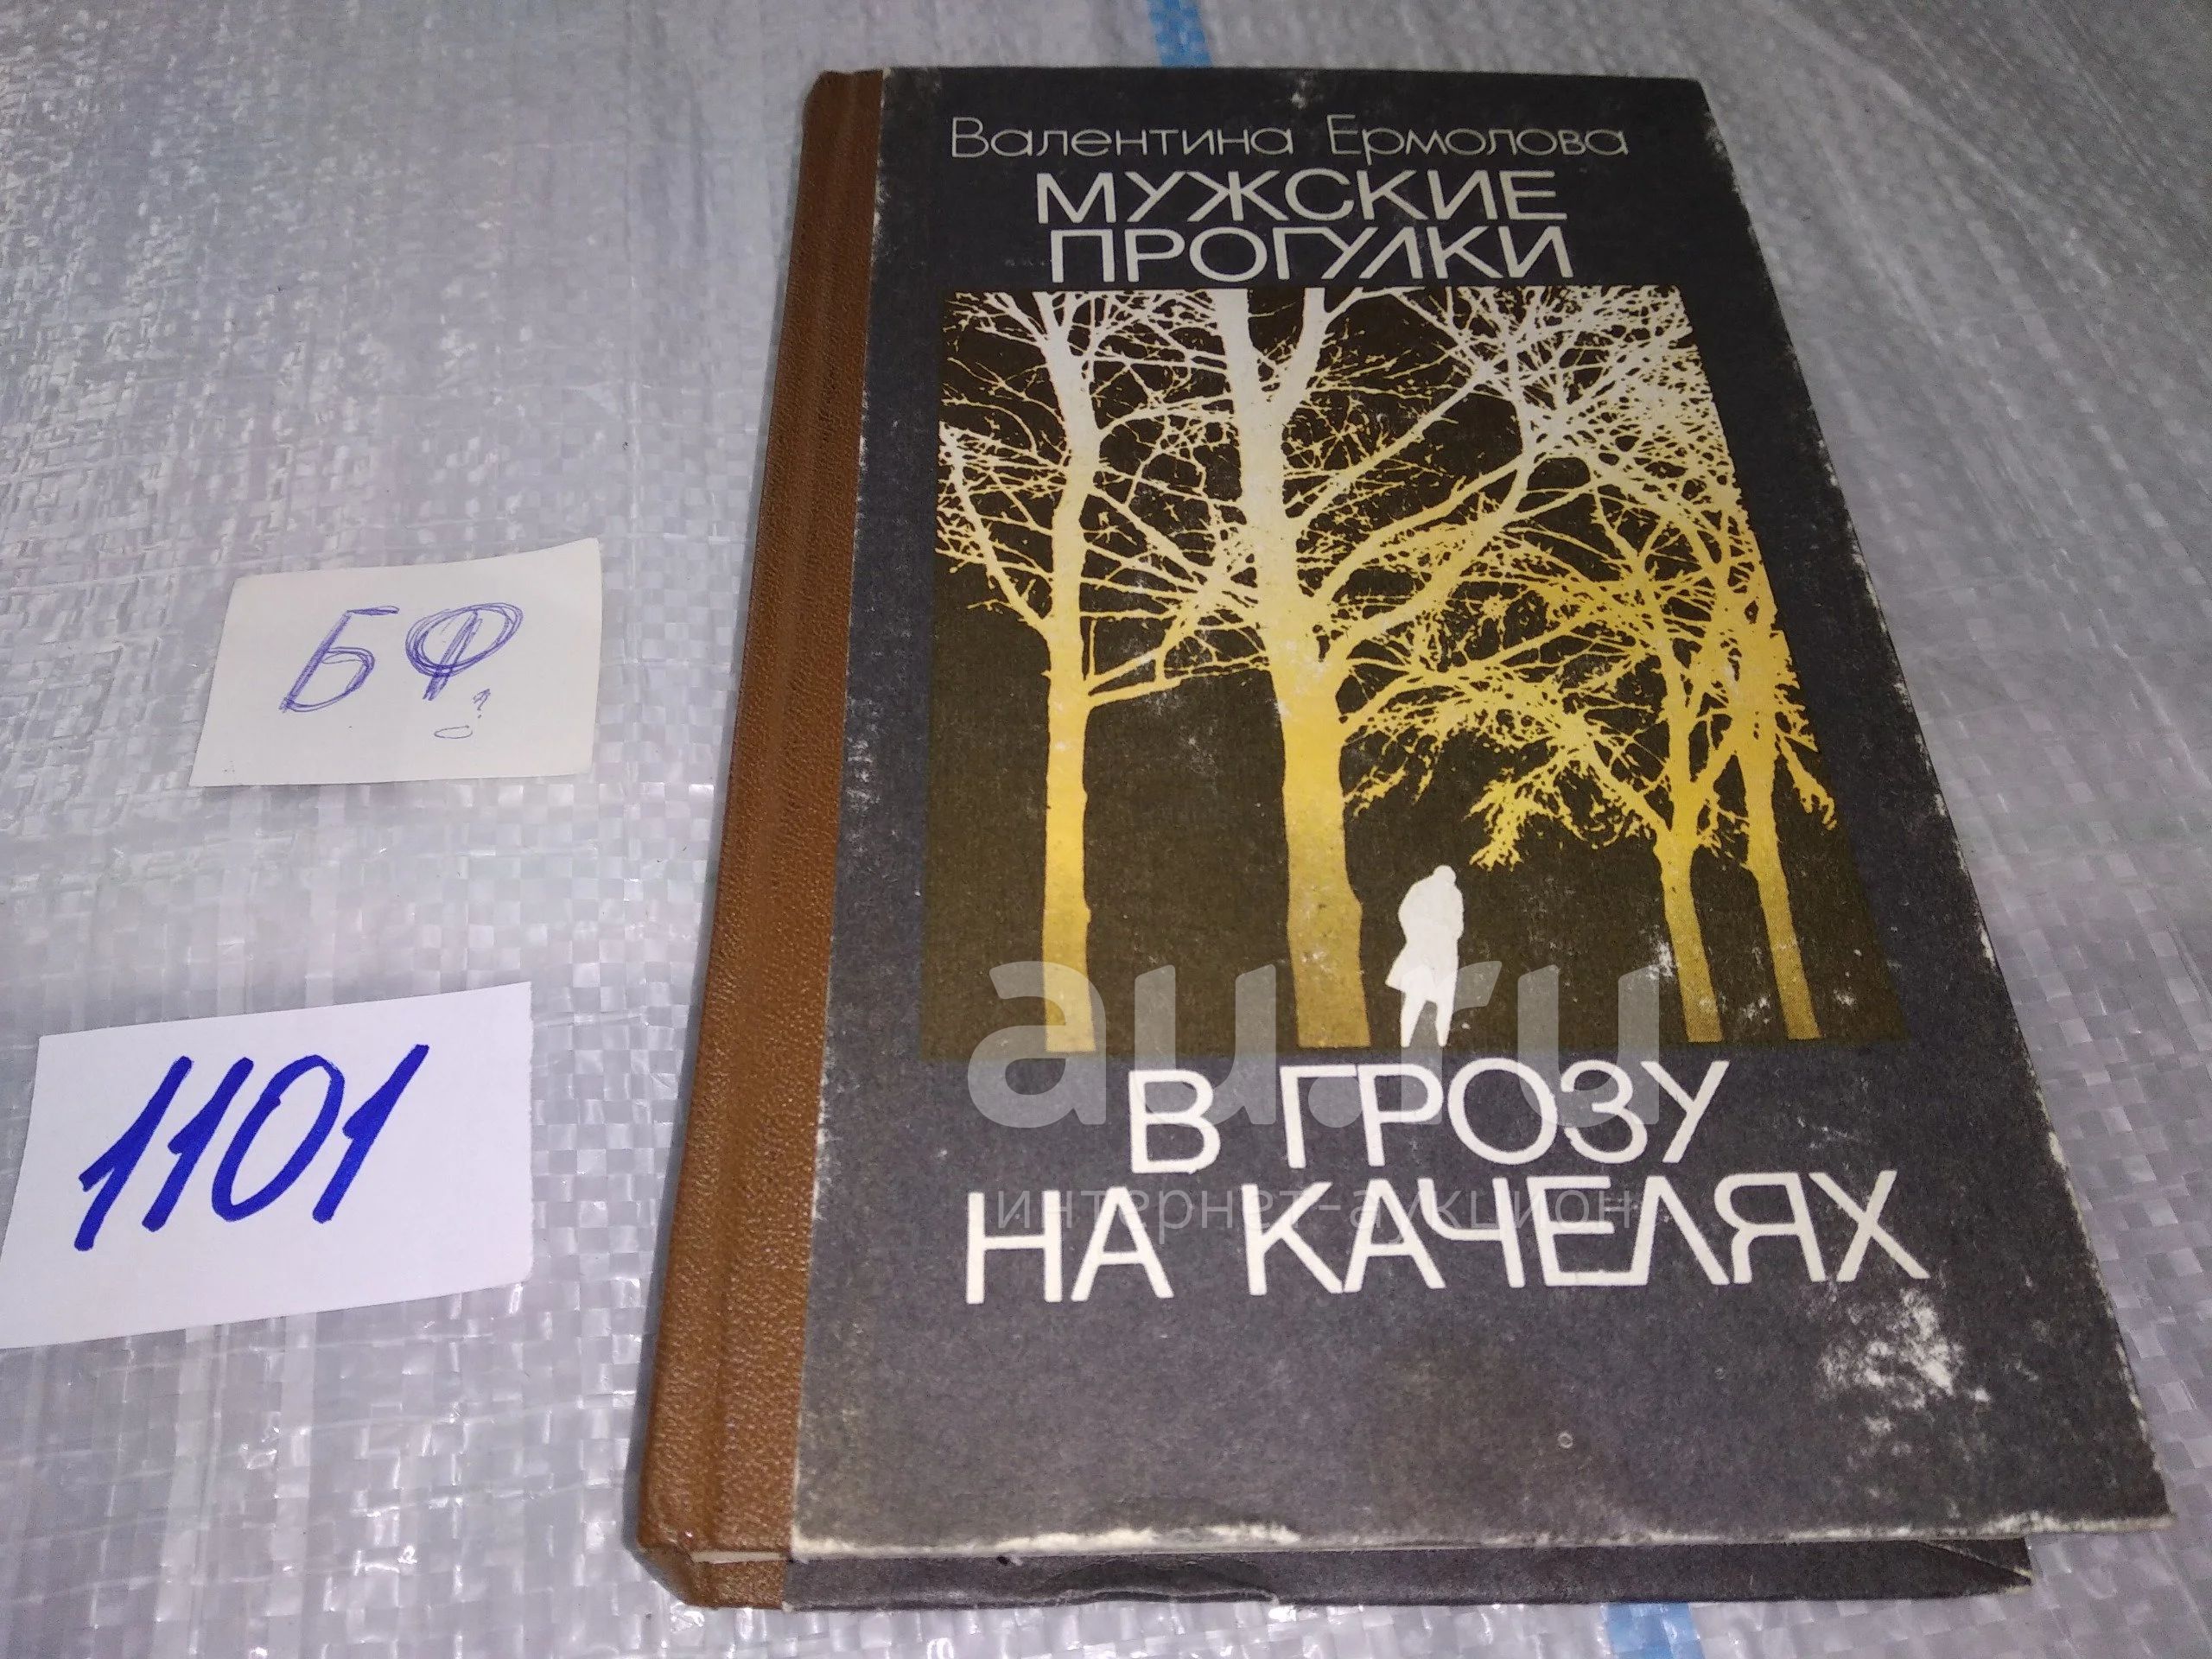 Валентина Ермолова
МУЖСКИЕ
ПРОГУЛКИ
БФ
1101
au.ru
В ГРОЗУ
интернет-аукцион
НА КАЧЕЛЯХ